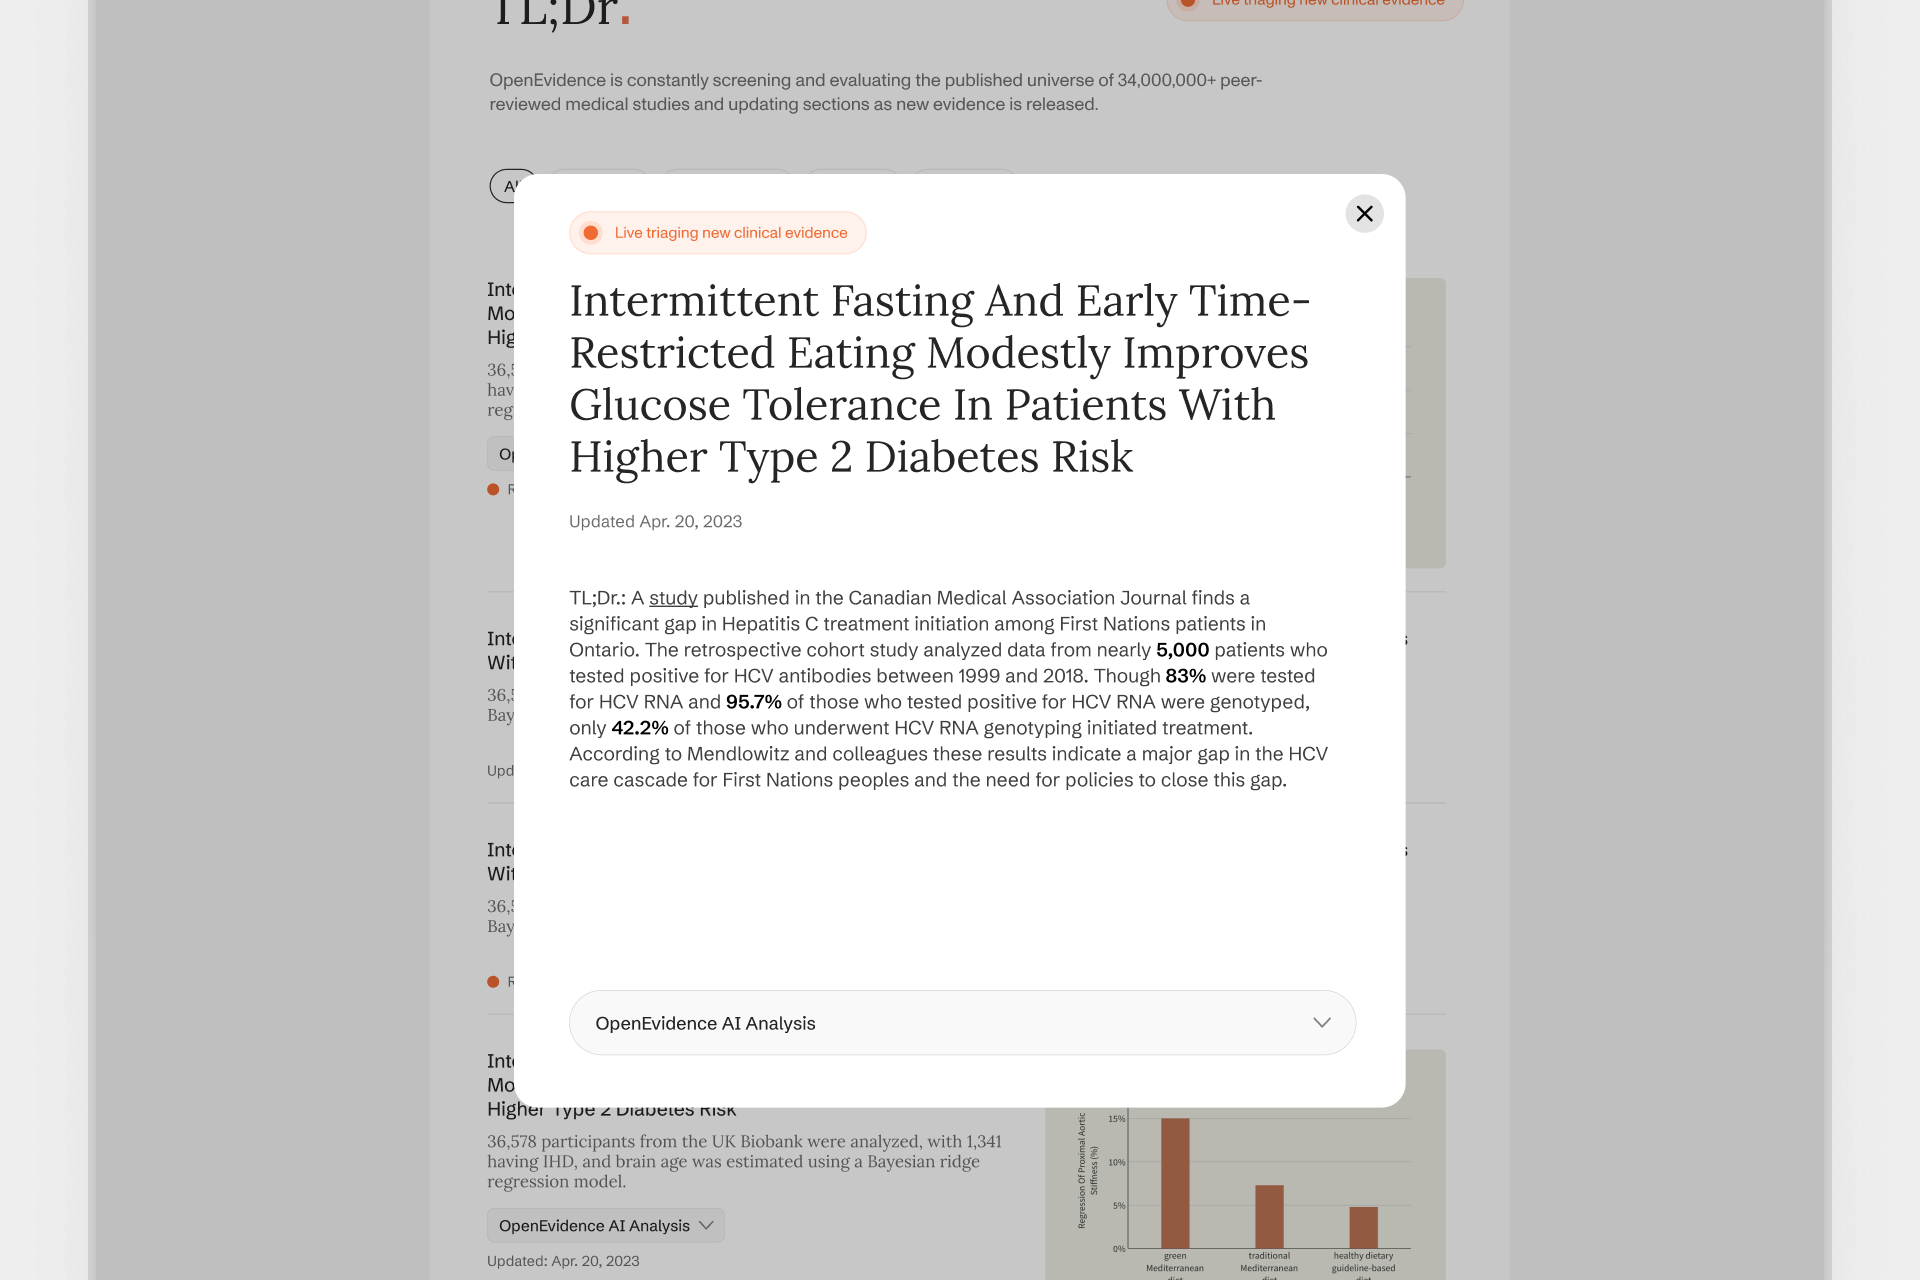 TL;Dr.
Live triaging new clinical evidence
OpenEvidence is constantly screening and evaluating the published universe of 34,000,000+ peer-
reviewed medical studies and updating sections as new evidence is released.
Live triaging new clinical evidence
Intermittent Fasting And Early Time-
Restricted Eating Modestly Improves
Glucose Tolerance In Patients With
Higher Type 2 Diabetes Risk
Updated Apr. 20, 2023
TL;Dr.: A study published in the Canadian Medical Association Journal finds a
significant gap in Hepatitis C treatment initiation among First Nations patients in
Ontario. The retrospective cohort study analyzed data from nearly 5,000 patients who
tested positive for HCV antibodies between 1999 and 2018. Though 83% were tested
for HCV RNA and 95.7% of those who tested positive for HCV RNA were genotyped,
only 42.2% of those who underwent HCV RNA genotyping initiated treatment.
According to Mendlowitz and colleagues these results indicate a major gap in the HCV
care cascade for First Nations peoples and the need for policies to close this gap.
OpenEvidence AI Analysis
Higher Type 2 Diabetes Risk
36,578 participants from the UK Biobank were analyzed, with 1,341
having IHD, and brain age was estimated using a Bayesian ridge
regression model.
OpenEvidence AI Analysis
Updated: Apr. 20, 2023
Regression Of Proximal Aortic
Stiffness (%)
15%
10%
5%
0%
green
Mediterranean
diet
traditional
Mediterranean
diet
healthy dietary
guideline-based
diet